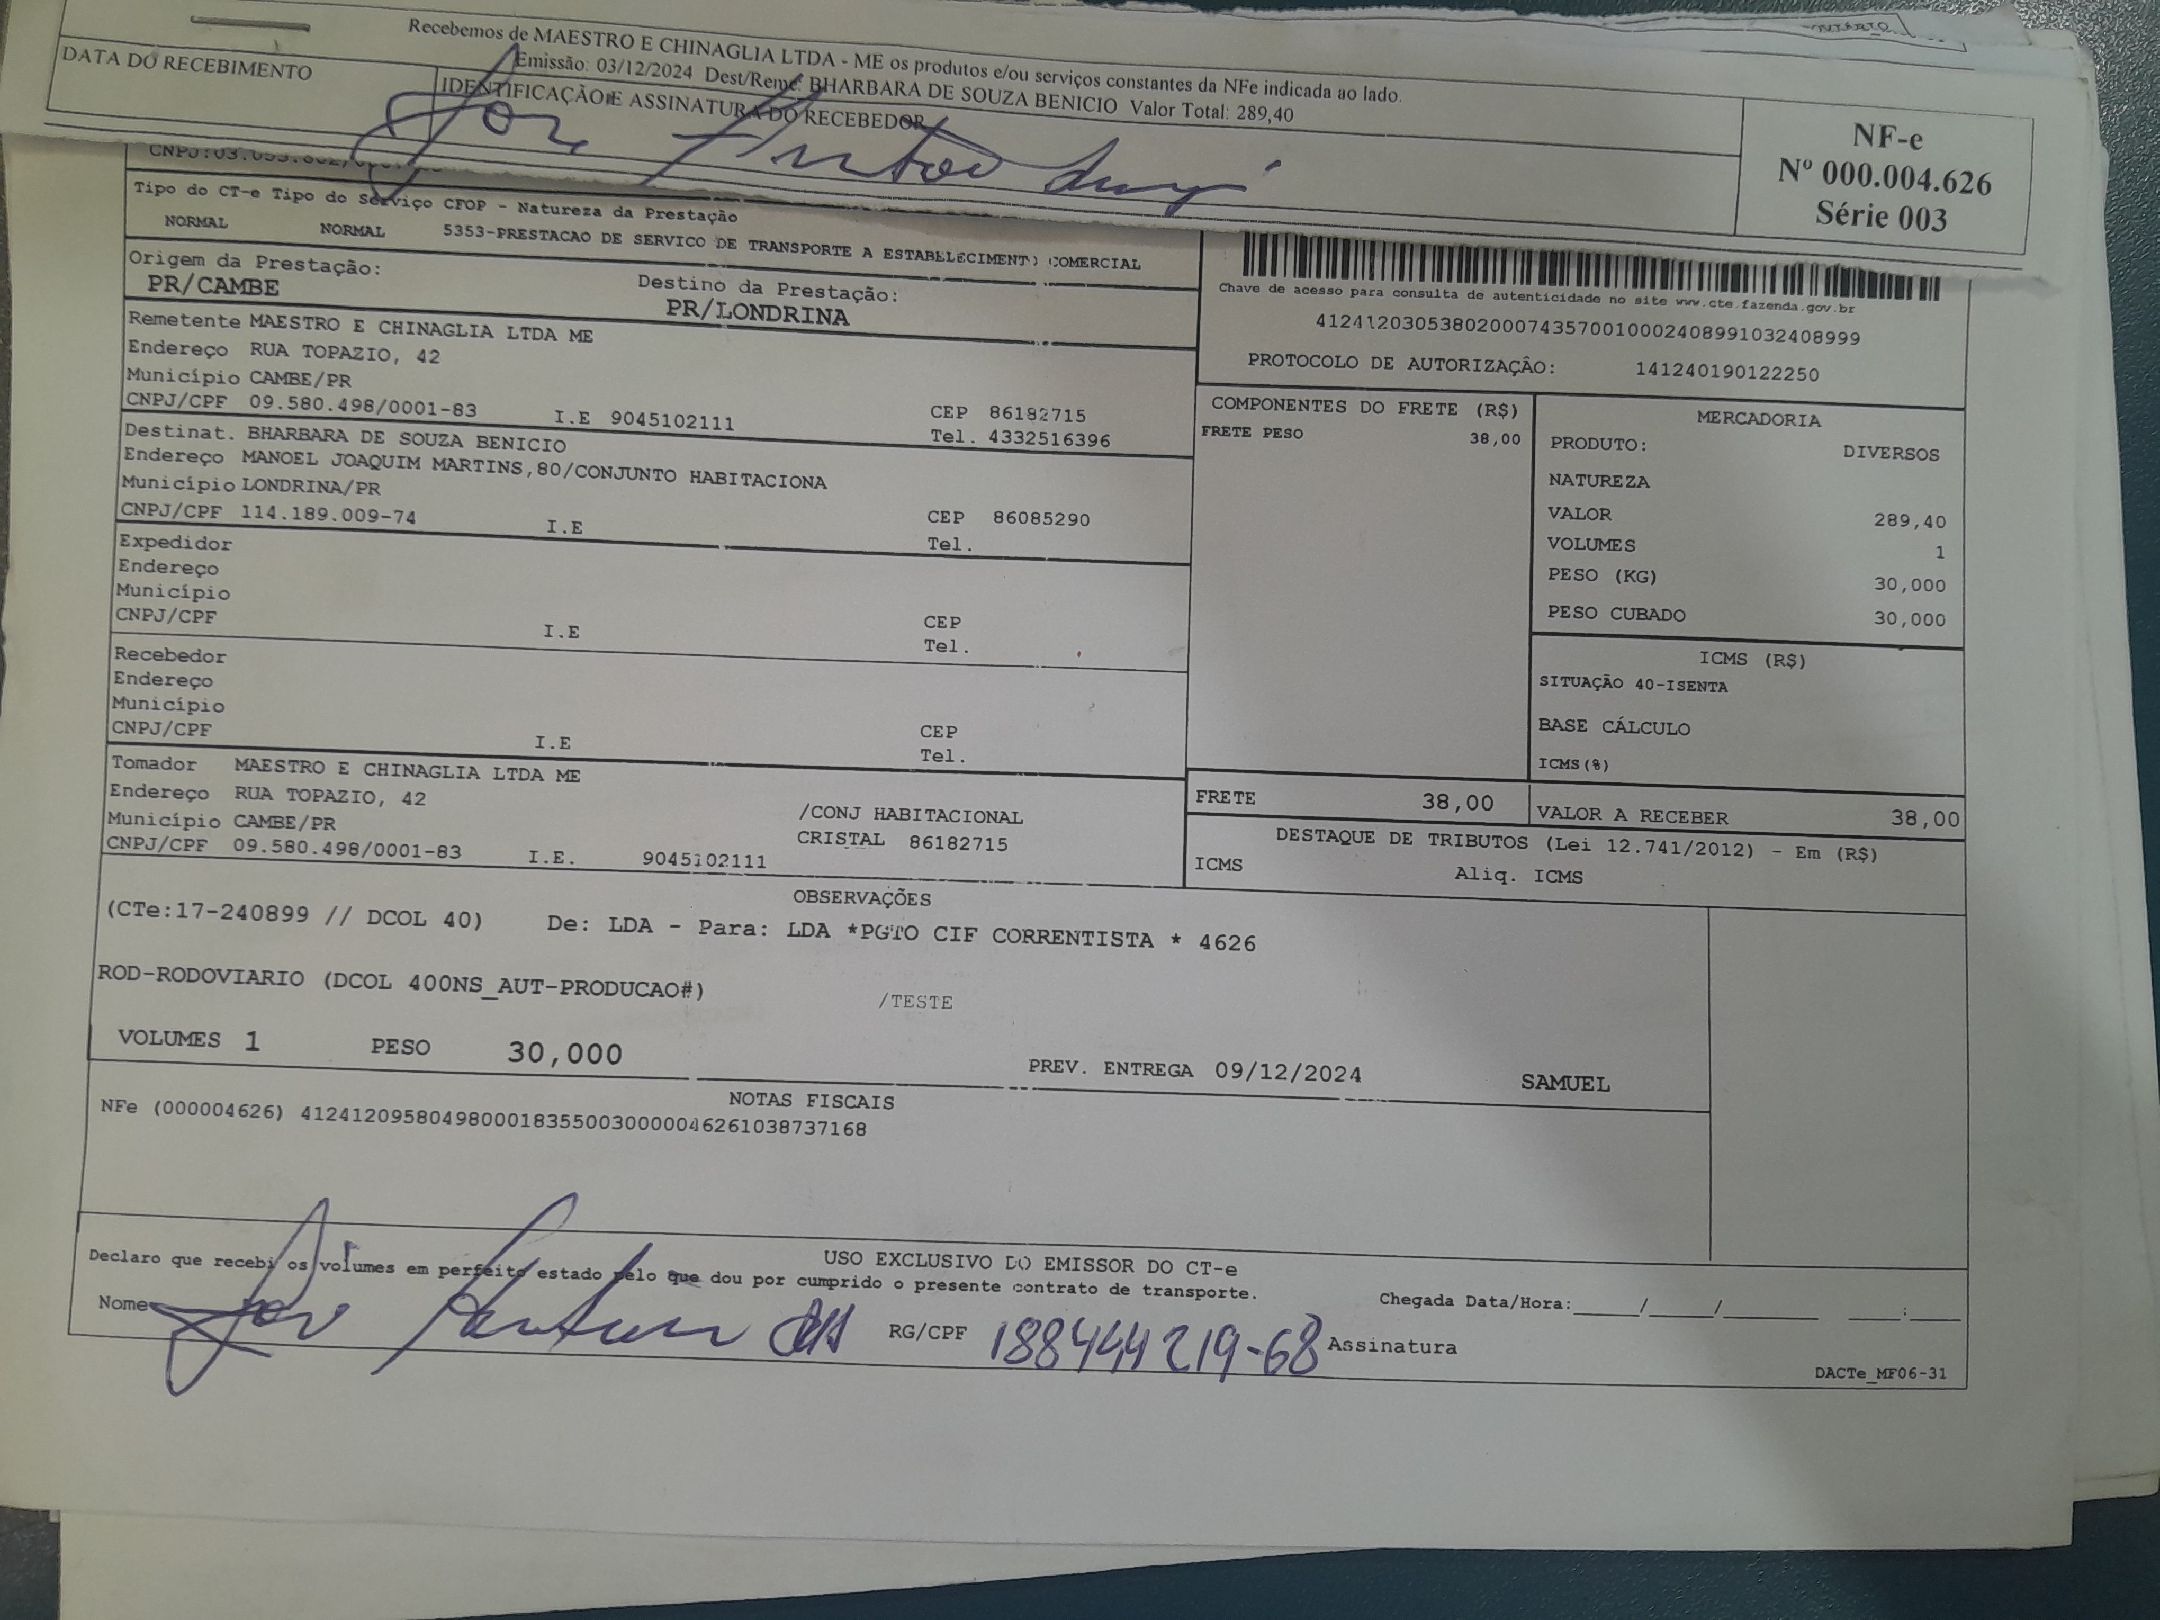 Recebemos de MAESTRO E CHINAGLIA LTDA - ME os produtos e/ou serviços constantes da NFe indicada ao lado.
Emissão: 03/12/2024 Dest/Reme: BHARBARA DE SOUZA BENICIO Valor Total: 289,40
DATA DO RECEBIMENTO
IDENTIFICAÇÃO E ASSINATURA DO RECEBEDOR
NF-e
Nº 000.004.626
Série 003
Tipo do CT-e Tipo do Serviço CFOP - Natureza da Prestação
NORMAL NORMAL 5353-PRESTACAO DE SERVICO DE TRANSPORTE A ESTABELECIMENTO COMERCIAL
Origem da Prestação: Destino da Prestação:
PR/CAMBE PR/LONDRINA
Chave de acesso para consulta de autenticidade no site www.cte.fazenda.gov.br
41241203053802000743570010002408991032408999
PROTOCOLO DE AUTORIZAÇÃO: 141240190122250
Remetente MAESTRO E CHINAGLIA LTDA ME
Endereço RUA TOPAZIO, 42
Município CAMBE/PR
CNPJ/CPF 09.580.498/0001-83 I.E 9045102111 CEP 86182715
Tel. 4332516396
Destinat. BHARBARA DE SOUZA BENICIO
Endereço MANOEL JOAQUIM MARTINS,80/CONJUNTO HABITACIONA
Município LONDRINA/PR
CNPJ/CPF 114.189.009-74 I.E CEP 86085290
Tel.
Expedidor
Endereço
Município
CNPJ/CPF I.E CEP
Tel.
Recebedor
Endereço
Município
CNPJ/CPF I.E CEP
Tel.
Tomador MAESTRO E CHINAGLIA LTDA ME
Endereço RUA TOPAZIO, 42 /CONJ HABITACIONAL
Município CAMBE/PR CRISTAL 86182715
CNPJ/CPF 09.580.498/0001-83 I.E. 9045102111
COMPONENTES DO FRETE (R$)
FRETE PESO 38,00
MERCADORIA
PRODUTO: DIVERSOS
NATUREZA
VALOR 289,40
VOLUMES 1
PESO (KG) 30,000
PESO CUBADO 30,000
ICMS (R$)
SITUAÇÃO 40-ISENTA
BASE CÁLCULO
ICMS(%)
FRETE 38,00 VALOR A RECEBER 38,00
DESTAQUE DE TRIBUTOS (Lei 12.741/2012) - Em (R$)
ICMS Aliq. ICMS
OBSERVAÇÕES
(CTe:17-240899 // DCOL 40) De: LDA - Para: LDA *PGTO CIF CORRENTISTA * 4626
ROD-RODOVIARIO (DCOL 400NS_AUT-PRODUCAO#) /TESTE
VOLUMES 1 PESO 30,000 PREV. ENTREGA 09/12/2024 SAMUEL
NOTAS FISCAIS
NFe (000004626) 41241209580498000183550030000046261038737168
USO EXCLUSIVO DO EMISSOR DO CT-e
Declaro que recebi os volumes em perfeito estado pelo que dou por cumprido o presente contrato de transporte.
Chegada Data/Hora:____/____/______ ___:___
Nome RG/CPF 188444219-68 Assinatura
DACTe_MF06-31